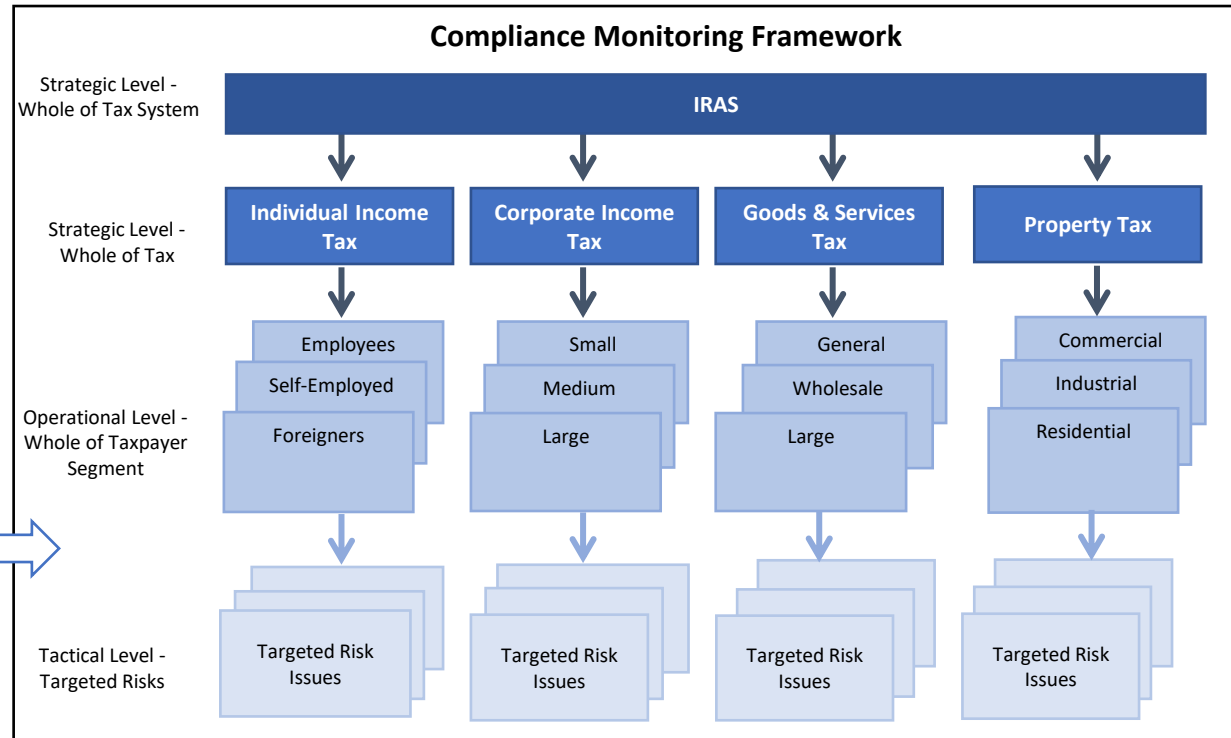 Compliance Monitoring Framework
Strategic Level -
Whole of Tax System
IRAS
Strategic Level -
Whole of Tax
Individual Income
Tax
Corporate Income
Tax
Goods & Services
Tax
Property Tax
Operational Level -
Whole of Taxpayer
Segment
Employees
Self-Employed
Foreigners
Small
Medium
Large
General
Wholesale
Large
Commercial
Industrial
Residential
Tactical Level -
Targeted Risks
Targeted Risk
Issues
Targeted Risk
Issues
Targeted Risk
Issues
Targeted Risk
Issues